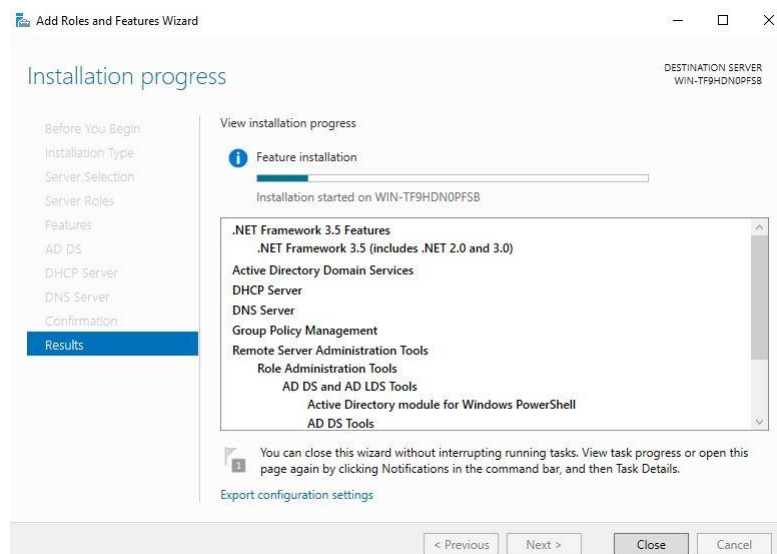 Add Roles and Features Wizard
Installation progress
DESTINATION SERVER
WIN-TF9HDN0PFSB
Before You Begin
Installation Type
Server Selection
Server Roles
Features
AD DS
DHCP Server
DNS Server
Confirmation
Results
View installation progress
Feature installation
Installation started on WIN-TF9HDN0PFSB
.NET Framework 3.5 Features
.NET Framework 3.5 (includes .NET 2.0 and 3.0)
Active Directory Domain Services
DHCP Server
DNS Server
Group Policy Management
Remote Server Administration Tools
Role Administration Tools
AD DS and AD LDS Tools
Active Directory module for Windows PowerShell
AD DS Tools
1
You can close this wizard without interrupting running tasks. View task progress or open this
page again by clicking Notifications in the command bar, and then Task Details.
Export configuration settings
< Previous
Next >
Close
Cancel